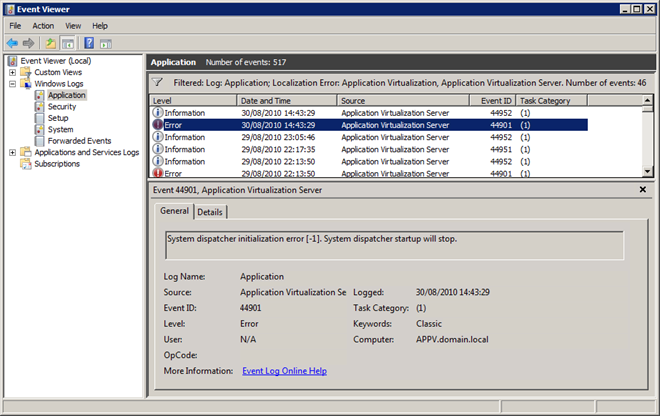 Event Viewer
File Action View Help
Event Viewer (Local)
Custom Views
Windows Logs
Application
Security
Setup
System
Forwarded Events
Applications and Services Logs
Subscriptions
Application Number of events: 517
Filtered: Log: Application; Localization Error: Application Virtualization, Application Virtualization Server. Number of events: 46
Level Date and Time Source Event ID Task Category
Information 30/08/2010 14:43:29 Application Virtualization Server 44952 (1)
Error 30/08/2010 14:43:29 Application Virtualization Server 44901 (1)
Information 29/08/2010 23:05:46 Application Virtualization Server 44952 (1)
Information 29/08/2010 22:17:35 Application Virtualization Server 44951 (1)
Information 29/08/2010 22:13:50 Application Virtualization Server 44952 (1)
Error 29/08/2010 22:13:50 Application Virtualization Server 44901 (1)
Event 44901, Application Virtualization Server
General Details
System dispatcher initialization error [-1]. System dispatcher startup will stop.
Log Name: Application
Source: Application Virtualization Se Logged: 30/08/2010 14:43:29
Event ID: 44901 Task Category: (1)
Level: Error Keywords: Classic
User: N/A Computer: APPV.domain.local
OpCode:
More Information: Event Log Online Help